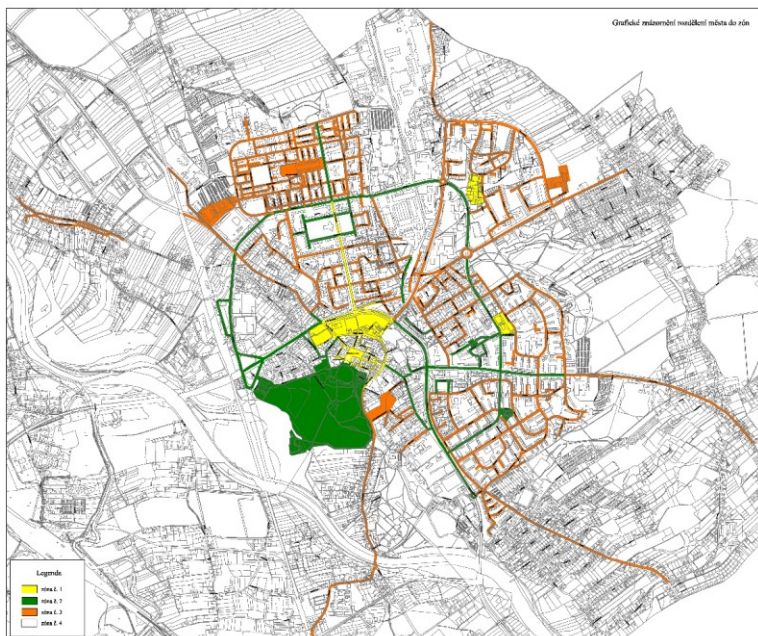 Grafické znázornění rozdělení města do zón
Legenda
zóna č. 1
zóna č. 2
zóna č. 3
zóna č. 4